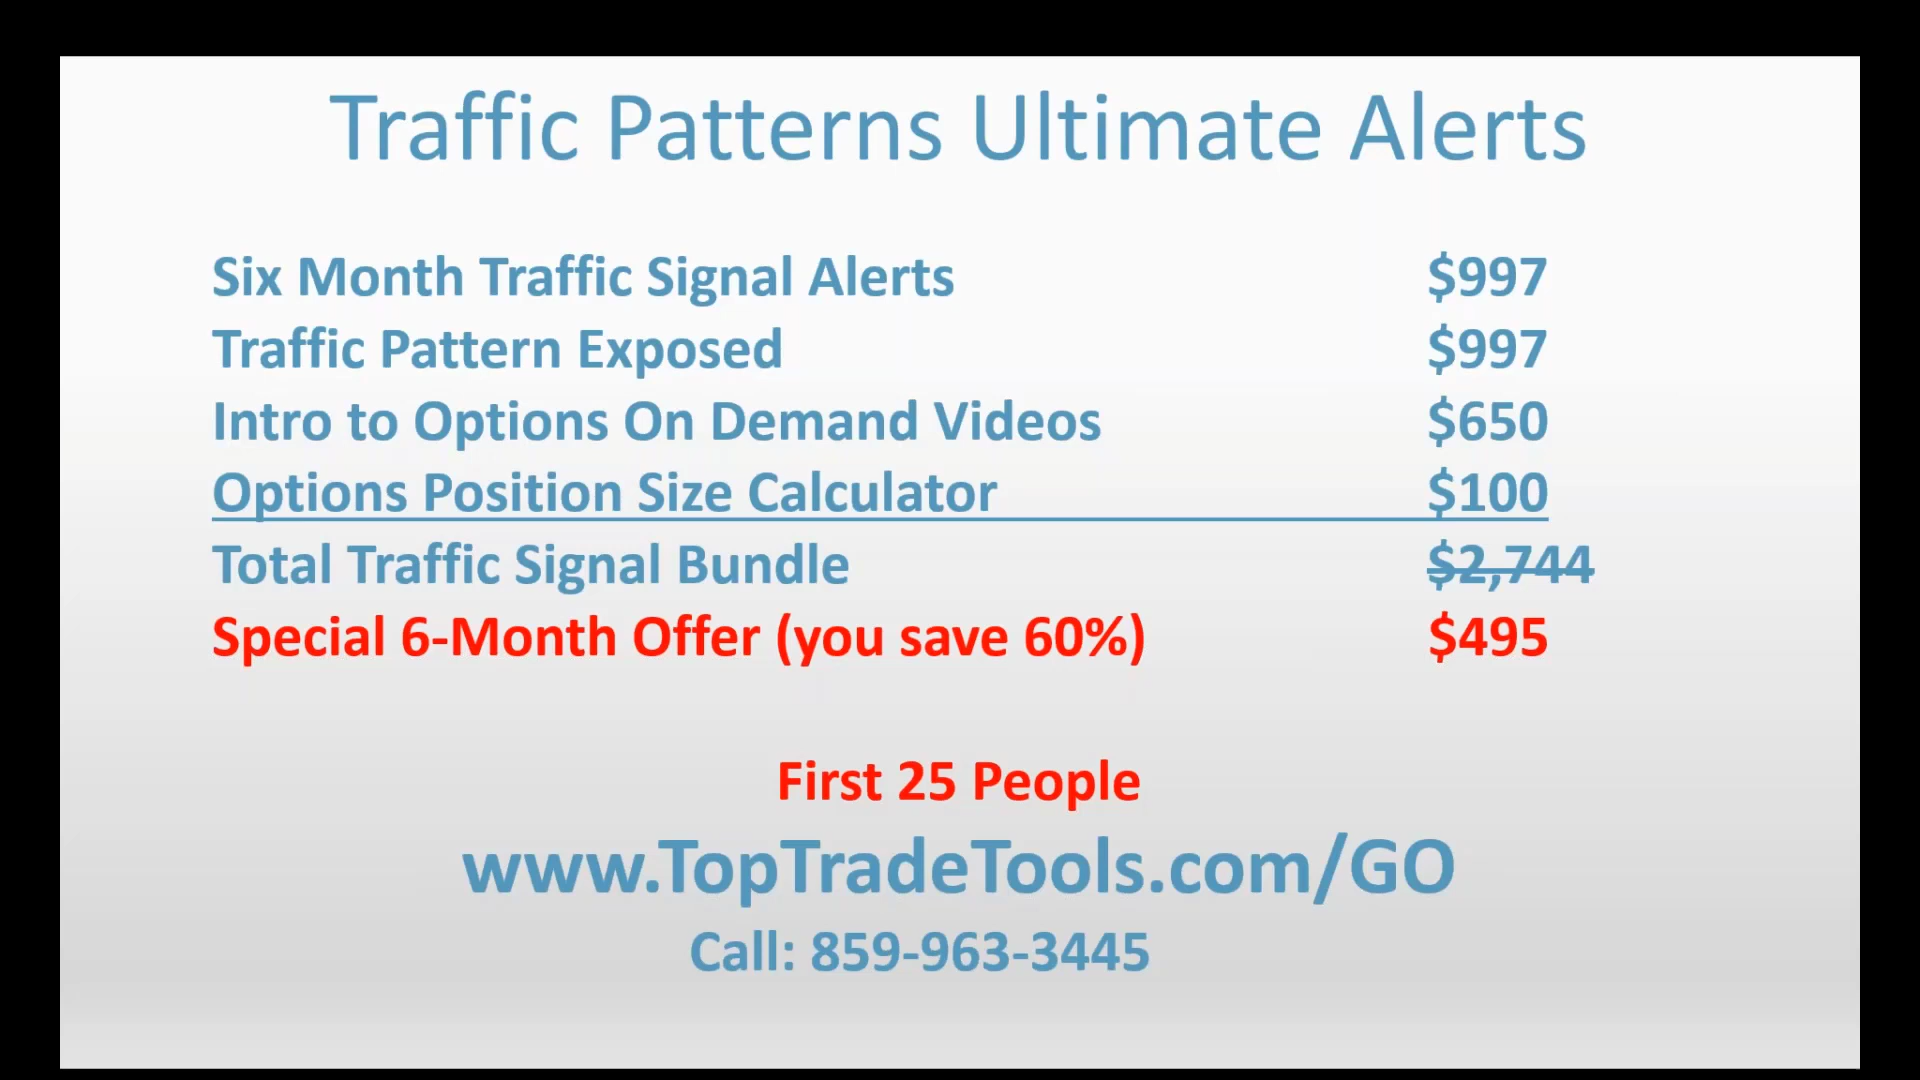 Traffic Patterns Ultimate Alerts
Six Month Traffic Signal Alerts $997
Traffic Pattern Exposed $997
Intro to Options On Demand Videos $650
Options Position Size Calculator $100
Total Traffic Signal Bundle $2,744
Special 6-Month Offer (you save 60%) $495
First 25 People
www.TopTradeTools.com/GO
Call: 859-963-3445